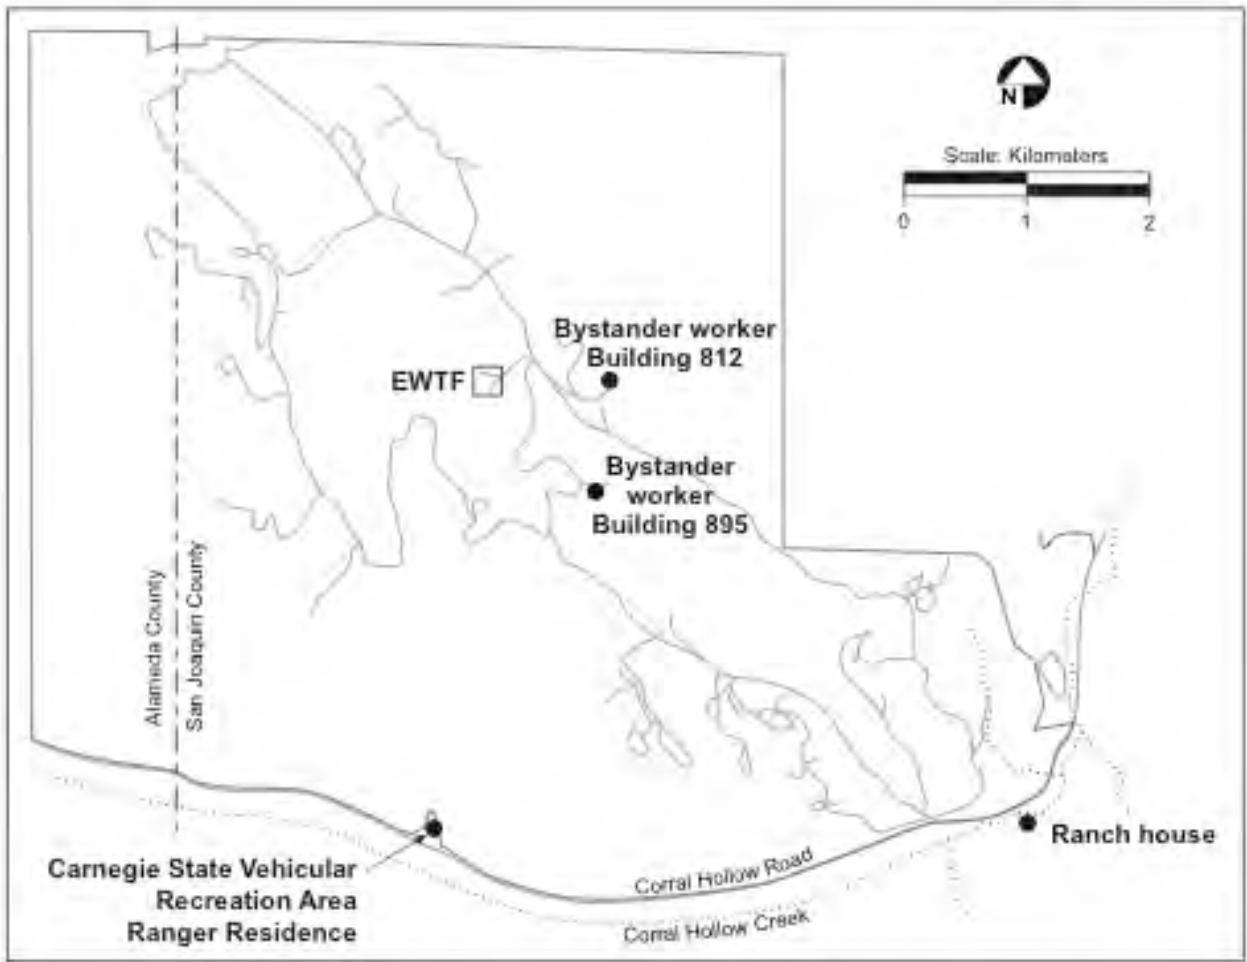 N
Scale: Kilometers
0 1 2
Bystander worker
Building 812
EWTF
Bystander
worker
Building 895
Alameda County
San Joaquin County
Ranch house
Carnegie State Vehicular
Recreation Area
Ranger Residence
Corral Hollow Road
Corral Hollow Creek